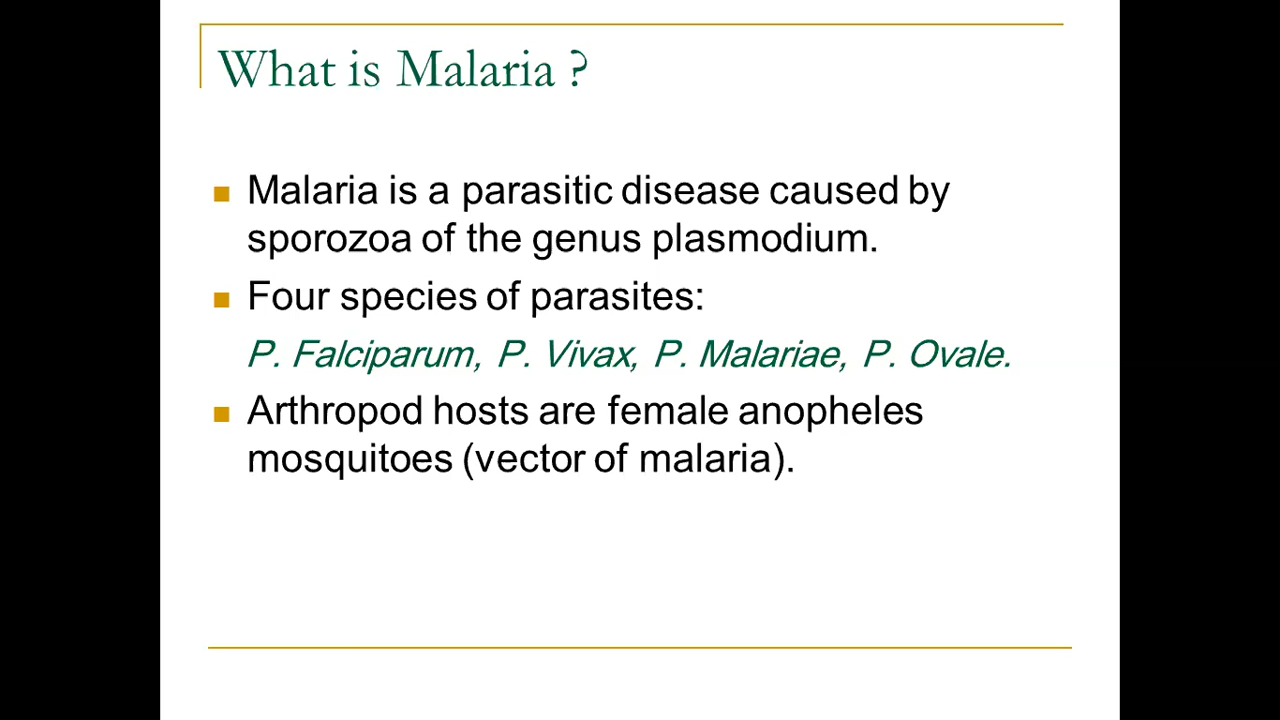 What is Malaria ?
Malaria is a parasitic disease caused by
sporozoa of the genus plasmodium.
Four species of parasites:
P. Falciparum, P. Vivax, P. Malariae, P. Ovale.
Arthropod hosts are female anopheles
mosquitoes (vector of malaria).